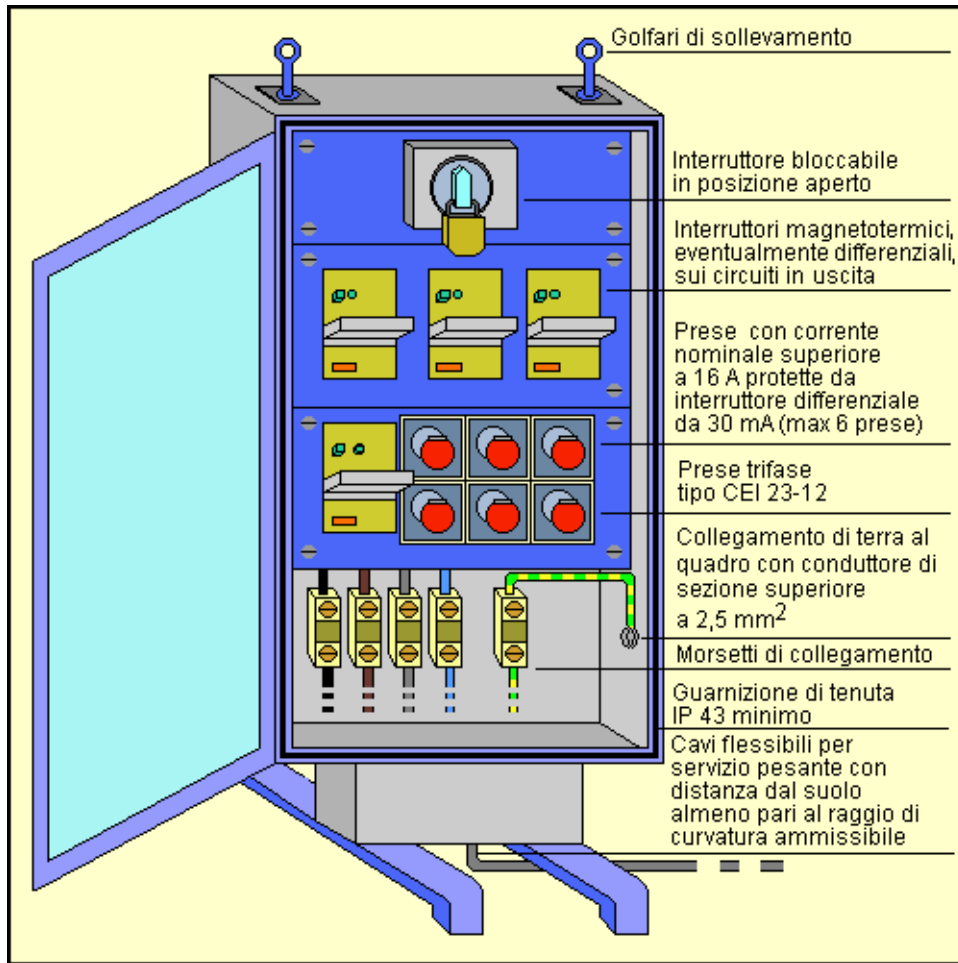 Golfari di sollevamento
Interruttore bloccabile
in posizione aperto
Interruttori magnetotermici,
eventualmente differenziali,
sui circuiti in uscita
Prese con corrente
nominale superiore
a 16 A protette da
interruttore differenziale
da 30 mA (max 6 prese)
Prese trifase
tipo CEI 23-12
Collegamento di terra al
quadro con conduttore di
sezione superiore
a 2,5 mm²
Morsetti di collegamento
Guarnizione di tenuta
IP 43 minimo
Cavi flessibili per
servizio pesante con
distanza dal suolo
almeno pari al raggio di
curvatura ammissibile